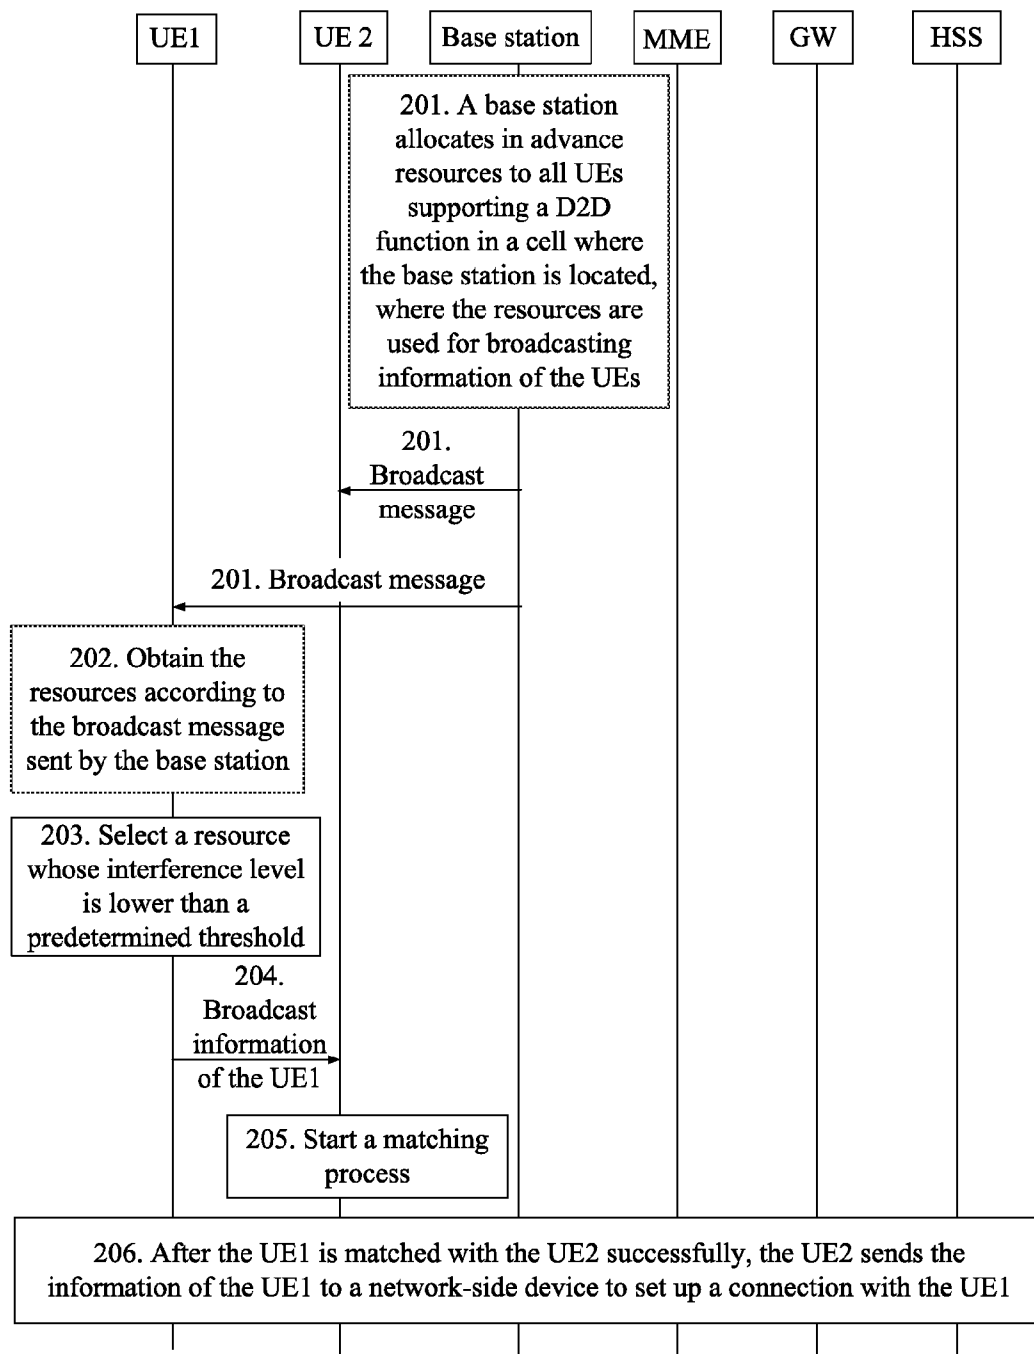 UE1
UE 2
Base station
MME
GW
HSS
201. A base station
allocates in advance
resources to all UEs
supporting a D2D
function in a cell where
the base station is located,
where the resources are
used for broadcasting
information of the UEs
201.
Broadcast
message
201. Broadcast message
202. Obtain the
resources according to
the broadcast message
sent by the base station
203. Select a resource
whose interference level
is lower than a
predetermined threshold
204.
Broadcast
information
of the UE1
205. Start a matching
process
206. After the UE1 is matched with the UE2 successfully, the UE2 sends the
information of the UE1 to a network-side device to set up a connection with the UE1